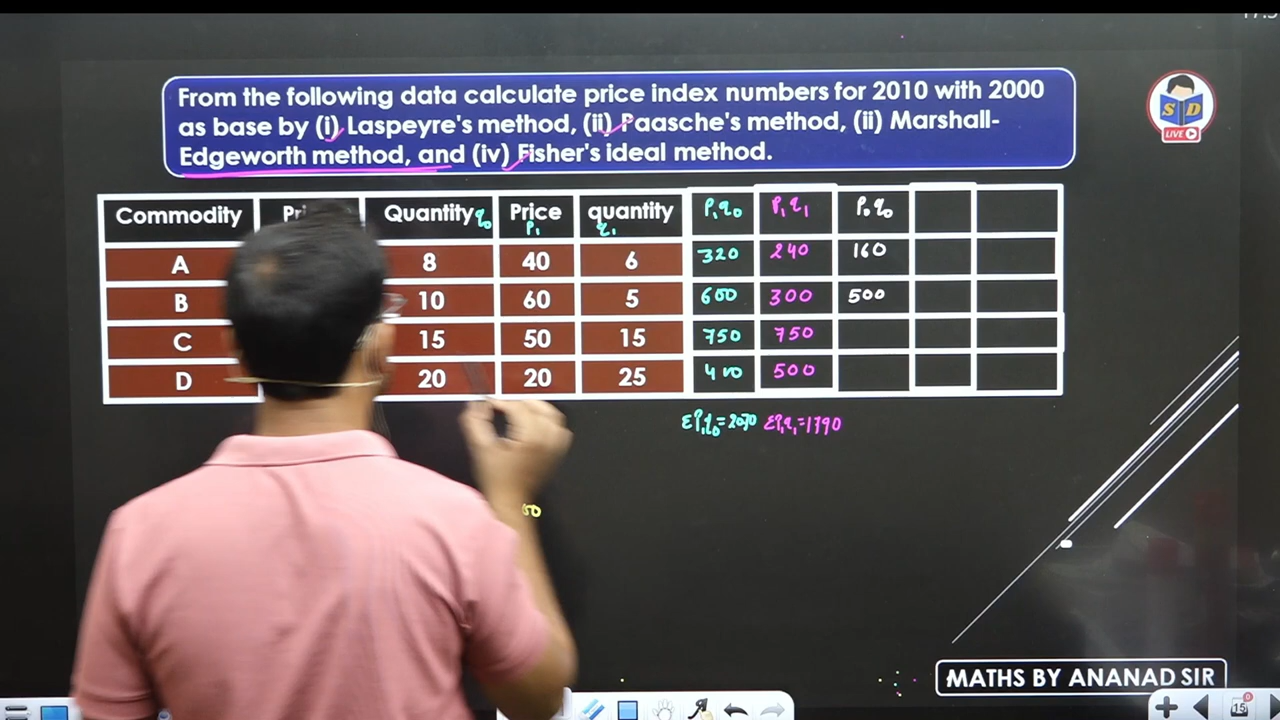 From the following data calculate price index numbers for 2010 with 2000
as base by (i) Laspeyre's method, (ii) Paasche's method, (ii) Marshall-
Edgeworth method, and (iv) Fisher's ideal method.
S D
LIVE
Commodity Quantity q₀ Price P₁ quantity q₁ P₁q₀ P₁q₁ P₀q₀
A 8 40 6 320 240 160
B 10 60 5 600 300 500
C 15 50 15 750 750
D 20 20 25 400 500
ΣP₁q₀=2070 ΣP₁q₁=1790
MATHS BY ANANAD SIR
15